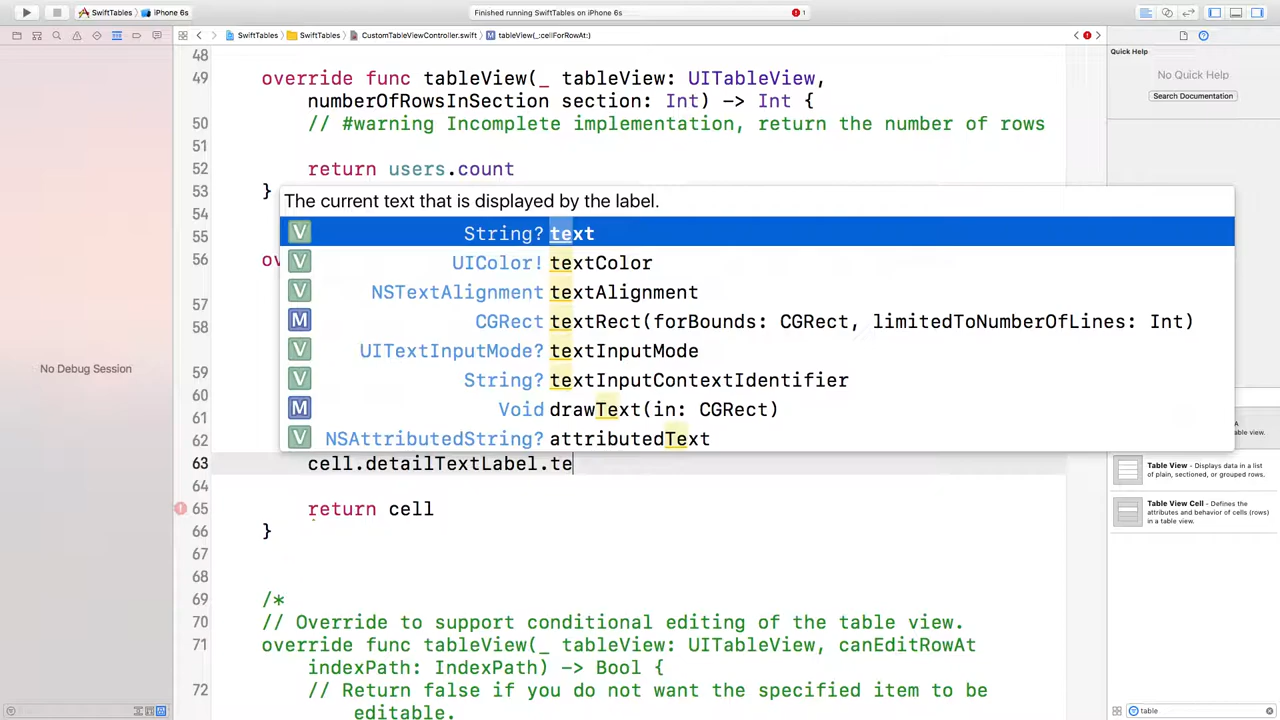 SwiftTables
iPhone 6s
Finished running SwiftTables on iPhone 6s
1
SwiftTables
SwiftTables
CustomTableViewController.swift
tableView(_:cellForRowAt:)
Quick Help
No Quick Help
Search Documentation
48
49 override func tableView(_ tableView: UITableView,
numberOfRowsInSection section: Int) -> Int {
50 // #warning Incomplete implementation, return the number of rows
51
52 return users.count
53 }
54
The current text that is displayed by the label.
V String? text
55
V UIColor! textColor
56 ov
V NSTextAlignment textAlignment
57
M CGRect textRect(forBounds: CGRect, limitedToNumberOfLines: Int)
58
V UITextInputMode? textInputMode
59
V String? textInputContextIdentifier
60
M Void drawText(in: CGRect)
61
V NSAttributedString? attributedText
62
63 cell.detailTextLabel.te
64
65 return cell
66 }
67
68
69 /*
70 // Override to support conditional editing of the table view.
71 override func tableView(_ tableView: UITableView, canEditRowAt
indexPath: IndexPath) -> Bool {
72 // Return false if you do not want the specified item to be
editable.
No Debug Session
A
ble view.
Table View - Displays data in a list
of plain, sectioned, or grouped rows.
Table View Cell - Defines the
attributes and behavior of cells (rows)
in a table view.
table